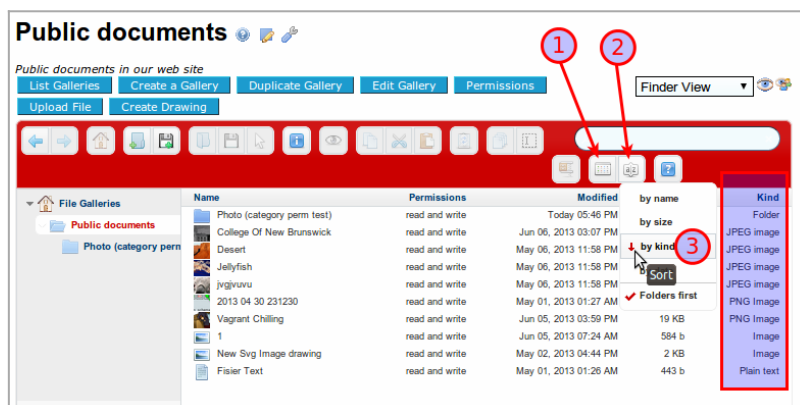 Public documents
1
2
Public documents in our web site
List Galleries Create a Gallery Duplicate Gallery Edit Gallery Permissions
Finder View
Upload File Create Drawing
File Galleries
Public documents
Photo (category perm
Name Permissions Modified Kind
Photo (category perm test) read and write Today 05:46 PM Folder
College Of New Brunswick read and write Jun 06, 2013 03:07 PM JPEG image
Desert read and write May 06, 2013 11:58 PM JPEG image
Jellyfish read and write May 06, 2013 11:58 PM JPEG image
jvgjvuvu read and write May 06, 2013 11:58 PM JPEG image
2013 04 30 231230 read and write May 01, 2013 01:27 AM PNG Image
Vagrant Chilling read and write Jun 05, 2013 03:59 PM 19 KB PNG Image
1 read and write Jun 05, 2013 07:24 AM 584 b Image
New Svg Image drawing read and write May 02, 2013 04:44 PM 2 KB Image
Fisier Text read and write May 01, 2013 01:26 AM 443 b Plain text
by name
by size
by kind
3
Sort
Folders first